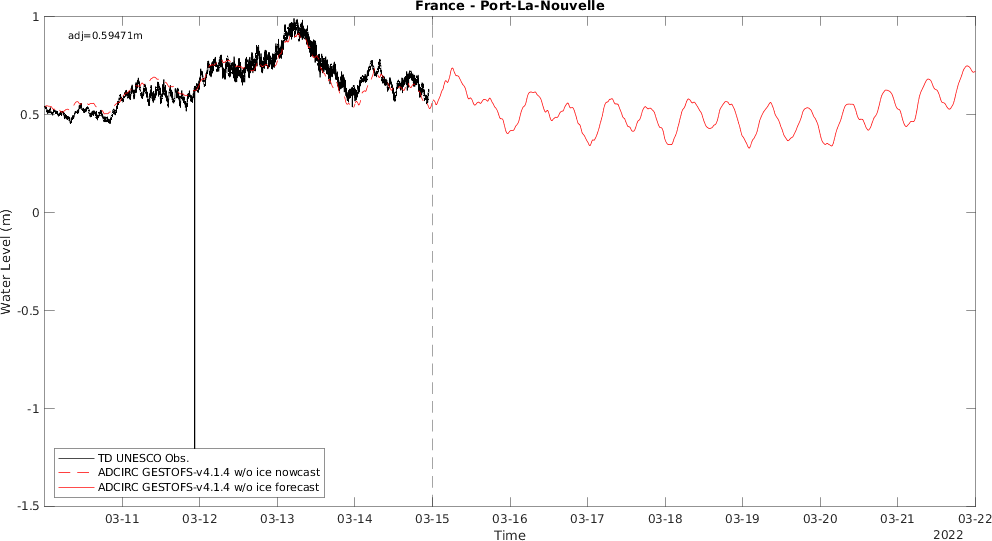 France - Port-La-Nouvelle
adj=0.59471m
1
0.5
0
-0.5
-1
-1.5
Water Level (m)
TD UNESCO Obs.
ADCIRC GESTOFS-v4.1.4 w/o ice nowcast
ADCIRC GESTOFS-v4.1.4 w/o ice forecast
03-11 03-12 03-13 03-14 03-15 03-16 03-17 03-18 03-19 03-20 03-21 03-22
Time
2022